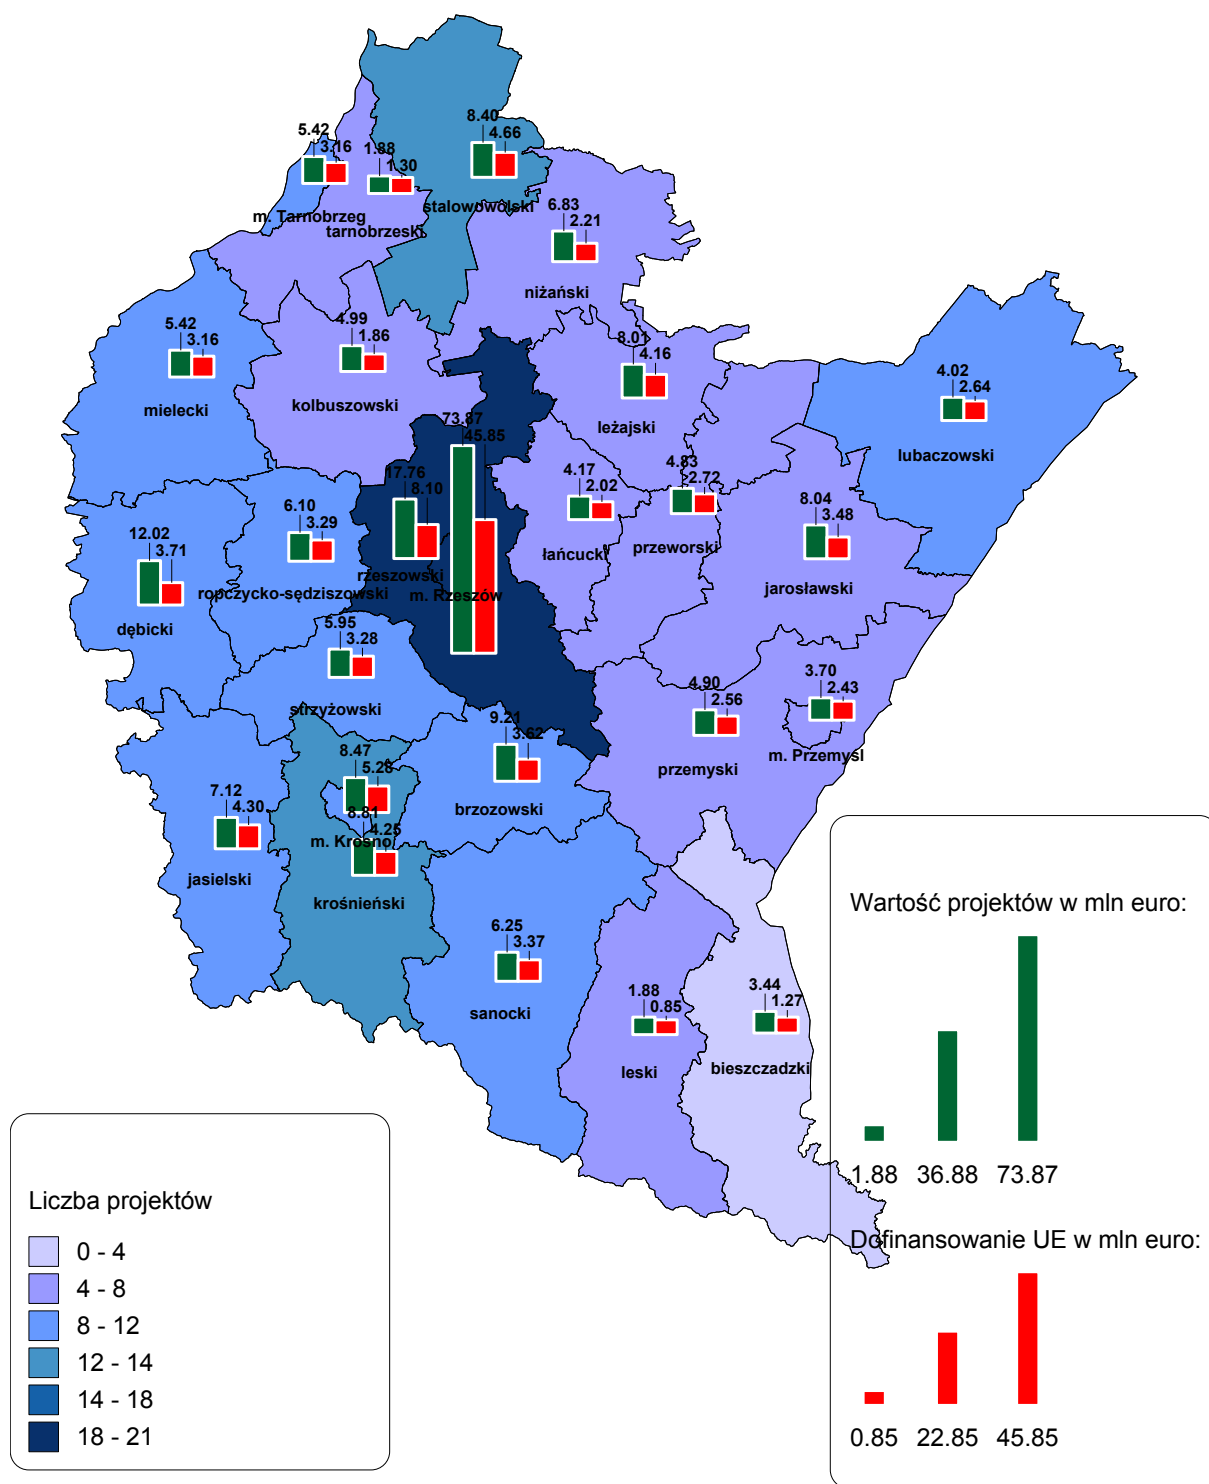 8.40
4.66
stalowowolski
5.42
3.16
m. Tarnobrzeg
1.88
1.30
tarnobrzeski
6.83
2.21
niżański
5.42
3.16
mielecki
4.99
1.86
kolbuszowski
8.01
4.16
leżajski
4.02
2.64
lubaczowski
73.87
45.85
m. Rzeszów
17.76
8.10
rzeszowski
4.17
2.02
łańcucki
4.83
2.72
przeworski
8.04
3.48
jarosławski
12.02
3.71
dębicki
6.10
3.29
ropczycko-sędziszowski
5.95
3.28
strzyżowski
4.90
2.56
przemyski
3.70
2.43
m. Przemyśl
9.21
3.62
brzozowski
8.47
5.28
m. Krosno
8.81
4.25
krośnieński
7.12
4.30
jasielski
6.25
3.37
sanocki
1.88
0.85
leski
3.44
1.27
bieszczadzki
Wartość projektów w mln euro:
1.88 36.88 73.87
Dofinansowanie UE w mln euro:
0.85 22.85 45.85
Liczba projektów
0 - 4
4 - 8
8 - 12
12 - 14
14 - 18
18 - 21